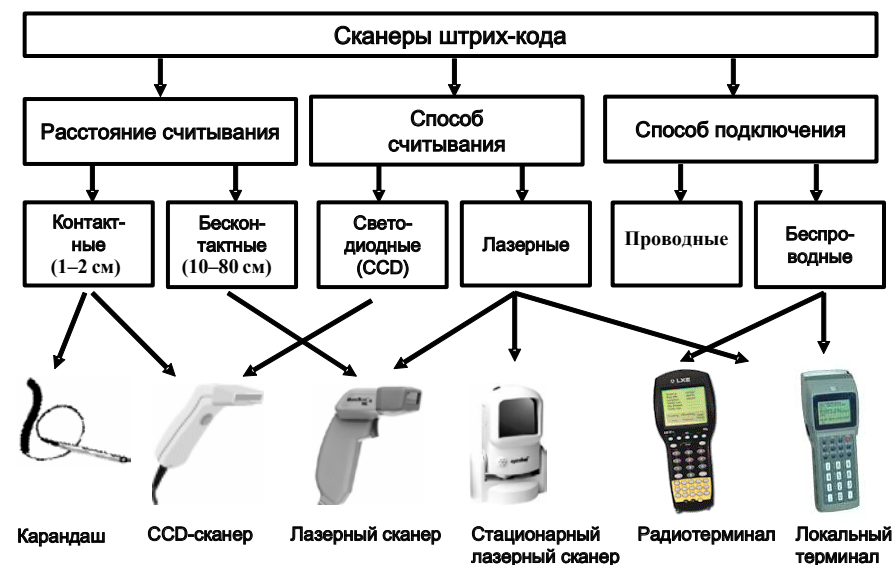 Сканеры штрих-кода
Расстояние считывания
Способ
считывания
Способ подключения
Контакт-
ные
(1–2 см)
Бескон-
тактные
(10–80 см)
Свето-
диодные
(CCD)
Лазерные
Проводные
Беспро-
водные
LXE
symbol
Карандаш
CCD-сканер
Лазерный сканер
Стационарный
лазерный сканер
Радиотерминал
Локальный
терминал